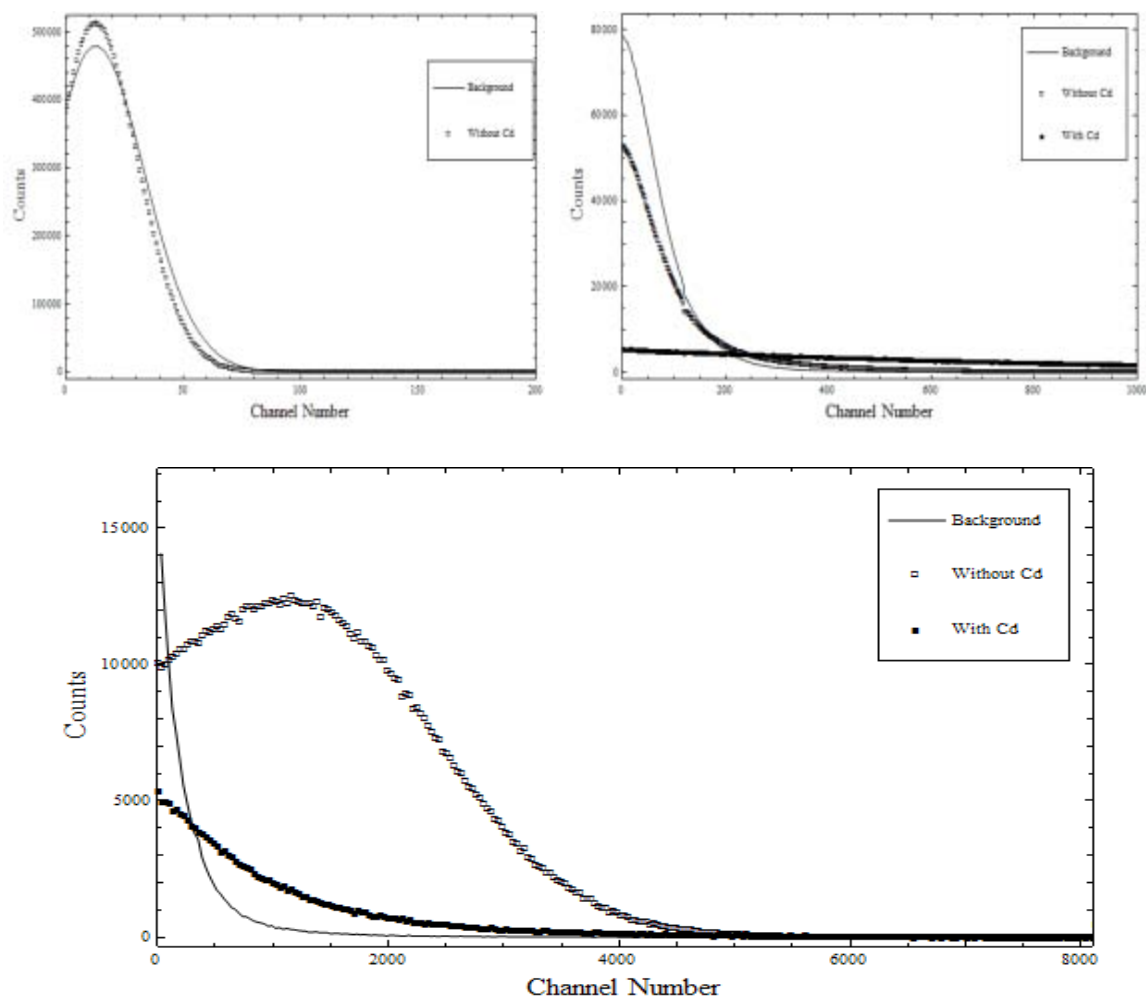 500000
400000
300000
200000
100000
0
Counts
Background
Without Cd
0 50 100 150 200
Channel Number
80000
60000
40000
20000
0
Counts
Background
Without Cd
With Cd
0 200 400 600 800 1000
Channel Number
15000
10000
5000
0
Counts
Background
Without Cd
With Cd
0 2000 4000 6000 8000
Channel Number